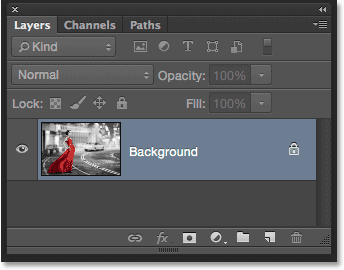 Layers Channels Paths
Kind
Normal Opacity: 100%
Lock: Fill: 100%
Background
fx